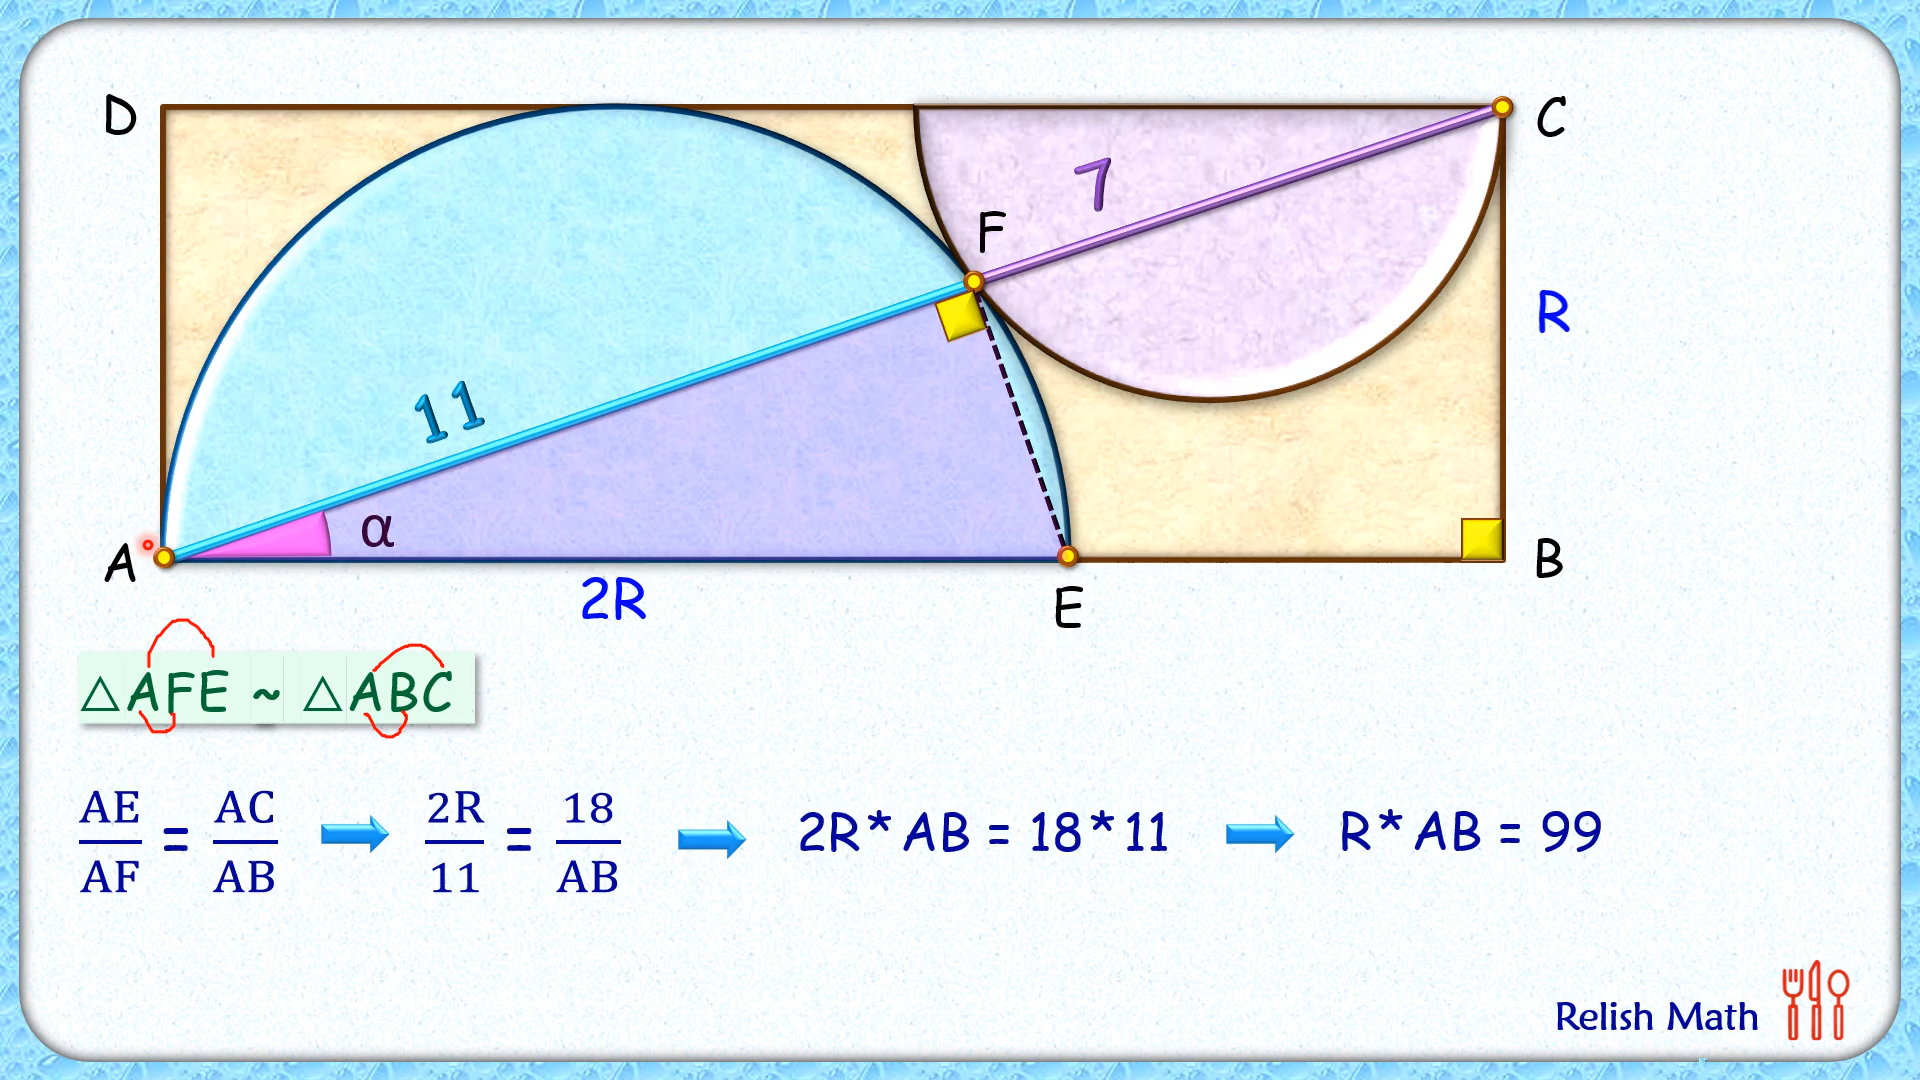 D
C
7
F
R
11
A
α
B
2R
E
△AFE ~ △ABC
AE/AF = AC/AB ➡ 2R/11 = 18/AB ➡ 2R*AB = 18*11 ➡ R*AB = 99
Relish Math